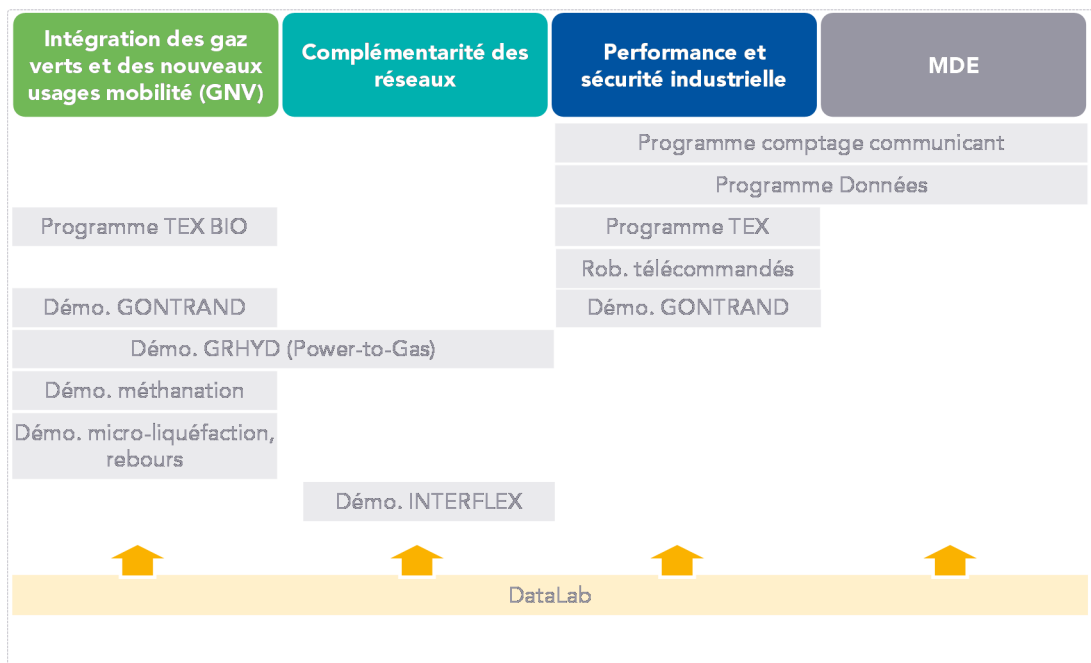 Intégration des gaz
verts et des nouveaux
usages mobilité (GNV)
Complémentarité des
réseaux
Performance et
sécurité industrielle
MDE
Programme comptage communicant
Programme Données
Programme TEX BIO
Programme TEX
Rob. télécommandés
Démo. GONTRAND
Démo. GONTRAND
Démo. GRHYD (Power-to-Gas)
Démo. méthanation
Démo. micro-liquéfaction,
rebours
Démo. INTERFLEX
DataLab